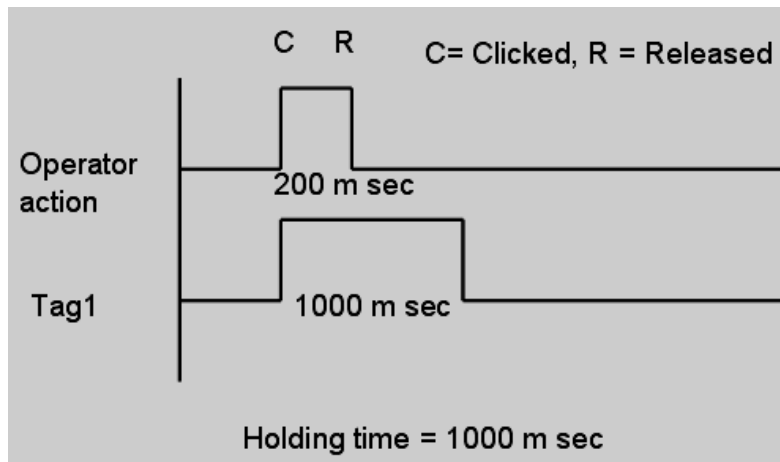 C R
C= Clicked, R = Released
Operator
action
200 m sec
Tag1
1000 m sec
Holding time = 1000 m sec